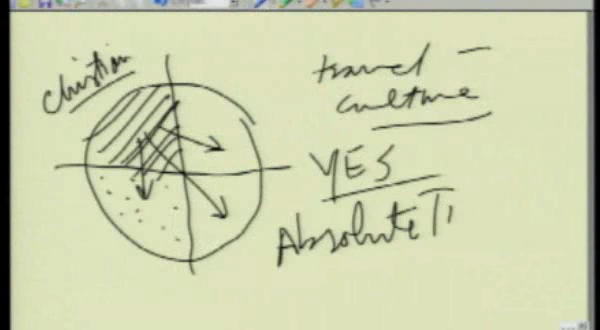 Christian
travel -
culture
YES
Absolute T